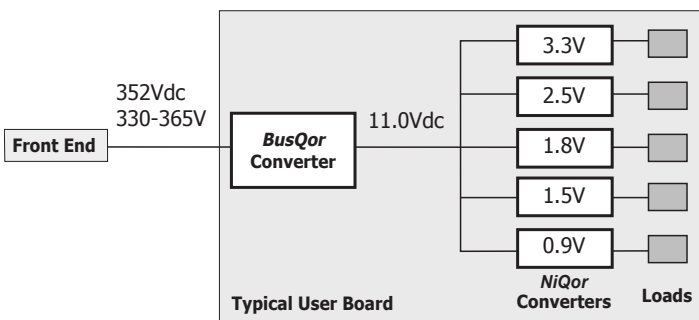 352Vdc
330-365V
Front End
BusQor
Converter
11.0Vdc
3.3V
2.5V
1.8V
1.5V
0.9V
NiQor
Converters
Loads
Typical User Board